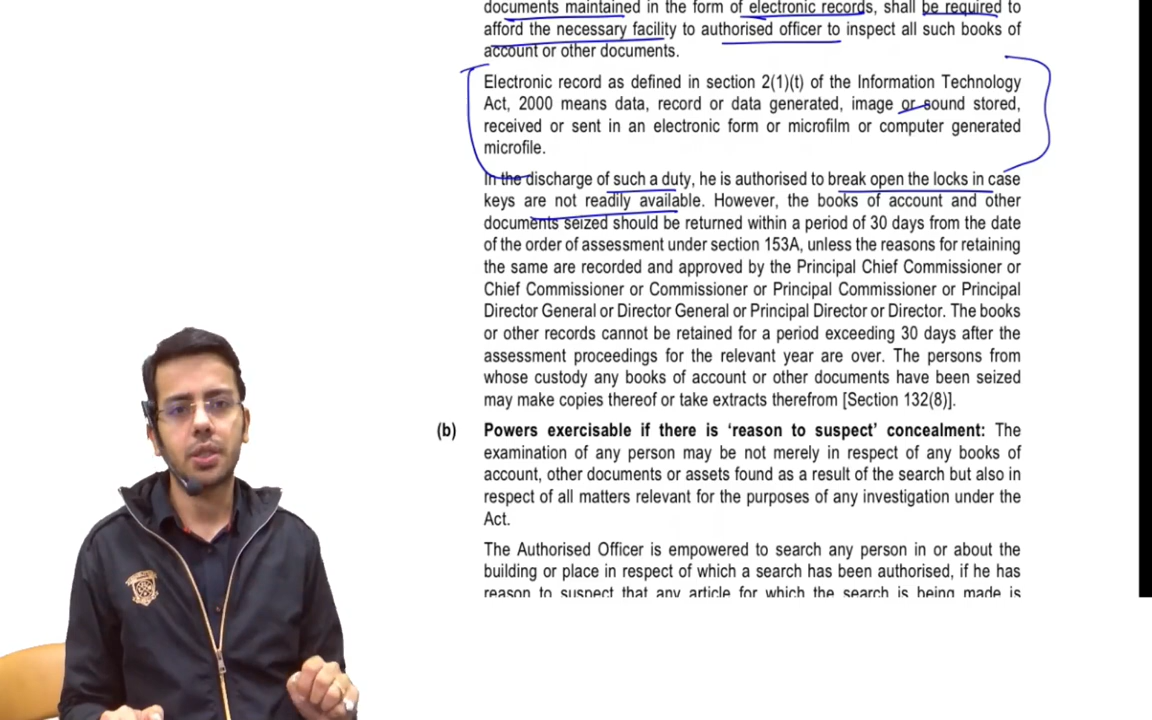 documents maintained in the form of electronic records, shall be required to
afford the necessary facility to authorised officer to inspect all such books of
account or other documents.
Electronic record as defined in section 2(1)(t) of the Information Technology
Act, 2000 means data, record or data generated, image or sound stored,
received or sent in an electronic form or microfilm or computer generated
microfile.
In the discharge of such a duty, he is authorised to break open the locks in case
keys are not readily available. However, the books of account and other
documents seized should be returned within a period of 30 days from the date
of the order of assessment under section 153A, unless the reasons for retaining
the same are recorded and approved by the Principal Chief Commissioner or
Chief Commissioner or Commissioner or Principal Commissioner or Principal
Director General or Director General or Principal Director or Director. The books
or other records cannot be retained for a period exceeding 30 days after the
assessment proceedings for the relevant year are over. The persons from
whose custody any books of account or other documents have been seized
may make copies thereof or take extracts therefrom [Section 132(8)].
(b) Powers exercisable if there is ‘reason to suspect’ concealment: The
examination of any person may be not merely in respect of any books of
account, other documents or assets found as a result of the search but also in
respect of all matters relevant for the purposes of any investigation under the
Act.
The Authorised Officer is empowered to search any person in or about the
building or place in respect of which a search has been authorised, if he has
reason to suspect that any article for which the search is being made is